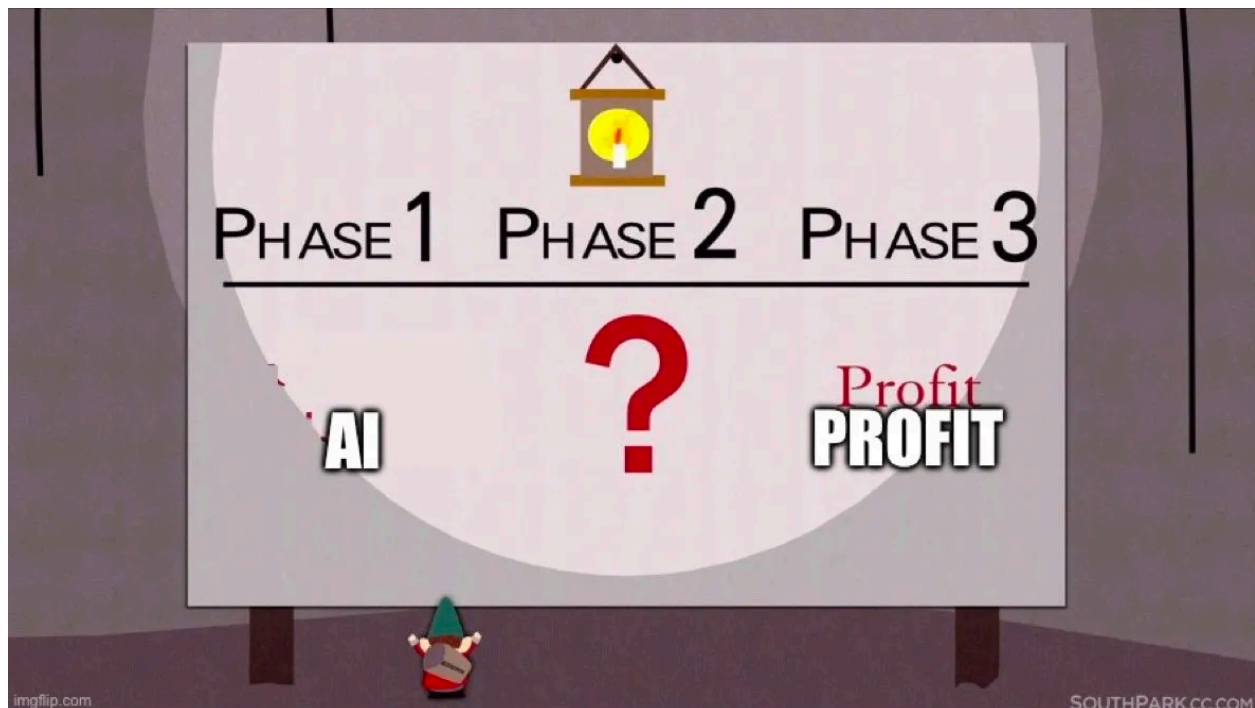 PHASE 1 PHASE 2 PHASE 3
?
Profit
AI
PROFIT
imgflip.com
SOUTHPARK.CC.COM